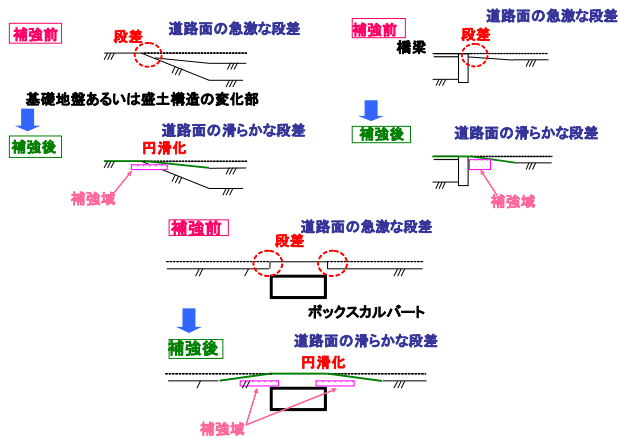 補強前
段差
道路面の急激な段差
基礎地盤あるいは盛土構造の変化部
補強後
道路面の滑らかな段差
円滑化
補強域
補強前
橋梁
段差
道路面の急激な段差
補強後
道路面の滑らかな段差
補強域
補強前
段差
道路面の急激な段差
ボックスカルバート
補強後
道路面の滑らかな段差
円滑化
補強域